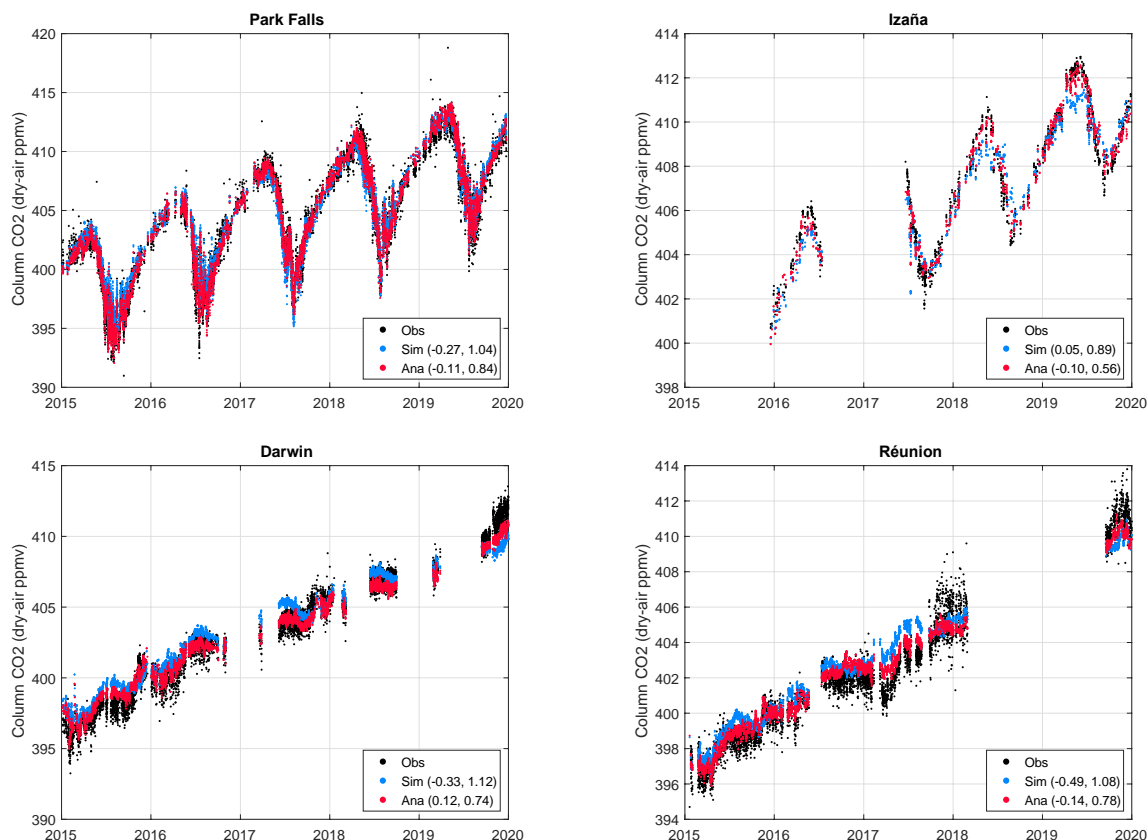 Park Falls
Column CO2 (dry-air ppmv)
420
415
410
405
400
395
390
2015 2016 2017 2018 2019 2020
Obs
Sim (-0.27, 1.04)
Ana (-0.11, 0.84)
Izaña
Column CO2 (dry-air ppmv)
414
412
410
408
406
404
402
400
398
2015 2016 2017 2018 2019 2020
Obs
Sim (0.05, 0.89)
Ana (-0.10, 0.56)
Darwin
Column CO2 (dry-air ppmv)
415
410
405
400
395
390
2015 2016 2017 2018 2019 2020
Obs
Sim (-0.33, 1.12)
Ana (0.12, 0.74)
Réunion
Column CO2 (dry-air ppmv)
414
412
410
408
406
404
402
400
398
396
394
2015 2016 2017 2018 2019 2020
Obs
Sim (-0.49, 1.08)
Ana (-0.14, 0.78)